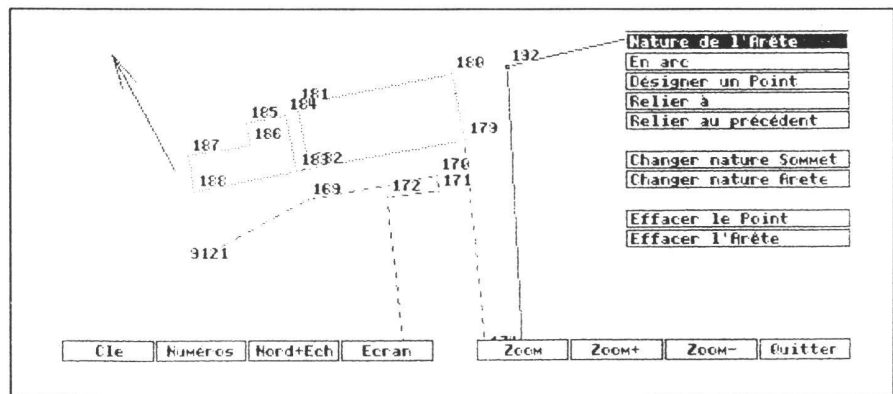 180
192
Nature de l'Arête
En arc
Désigner un Point
Relier à
Relier au précédent
Changer nature Sommet
Changer nature Arete
Effacer le Point
Effacer l'Arête
181
184
185
186
187
179
183
182
188
170
171
172
169
9121
Cle
Numéros
Nord+Ech
Ecran
Zoom
Zoom+
Zoom-
Quitter